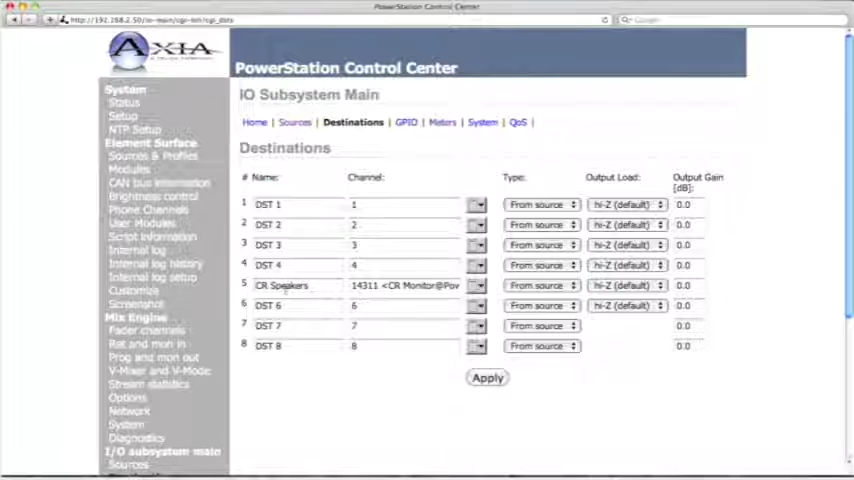 PowerStation Control Center
http://192.168.2.50/io-main/cgi-bin/cgi_dsts
Google
AXIA
PowerStation Control Center
System
Status
Setup
NTP Setup
Element Surface
Sources & Profiles
Modules
CAN bus information
Brightness control
Phone Channels
User Modules
Script information
Internal log
Internal log history
Internal log setup
Customize
Screenshot
Mix Engine
Fader channels
Ret and mon in
Prog and mon out
V-Mixer and V-Mode
Stream statistics
Options
Network
System
Diagnostics
I/O subsystem main
Sources
IO Subsystem Main
Home | Sources | Destinations | GPIO | Meters | System | QoS |
Destinations
# Name: Channel: Type: Output Load: Output Gain [dB]:
1 DST 1 1 From source hi-Z (default) 0.0
2 DST 2 2 From source hi-Z (default) 0.0
3 DST 3 3 From source hi-Z (default) 0.0
4 DST 4 4 From source hi-Z (default) 0.0
5 CR Speakers 14311 <CR Monitor@Pow From source hi-Z (default) 0.0
6 DST 6 6 From source hi-Z (default) 0.0
7 DST 7 7 From source 0.0
8 DST 8 8 From source 0.0
Apply